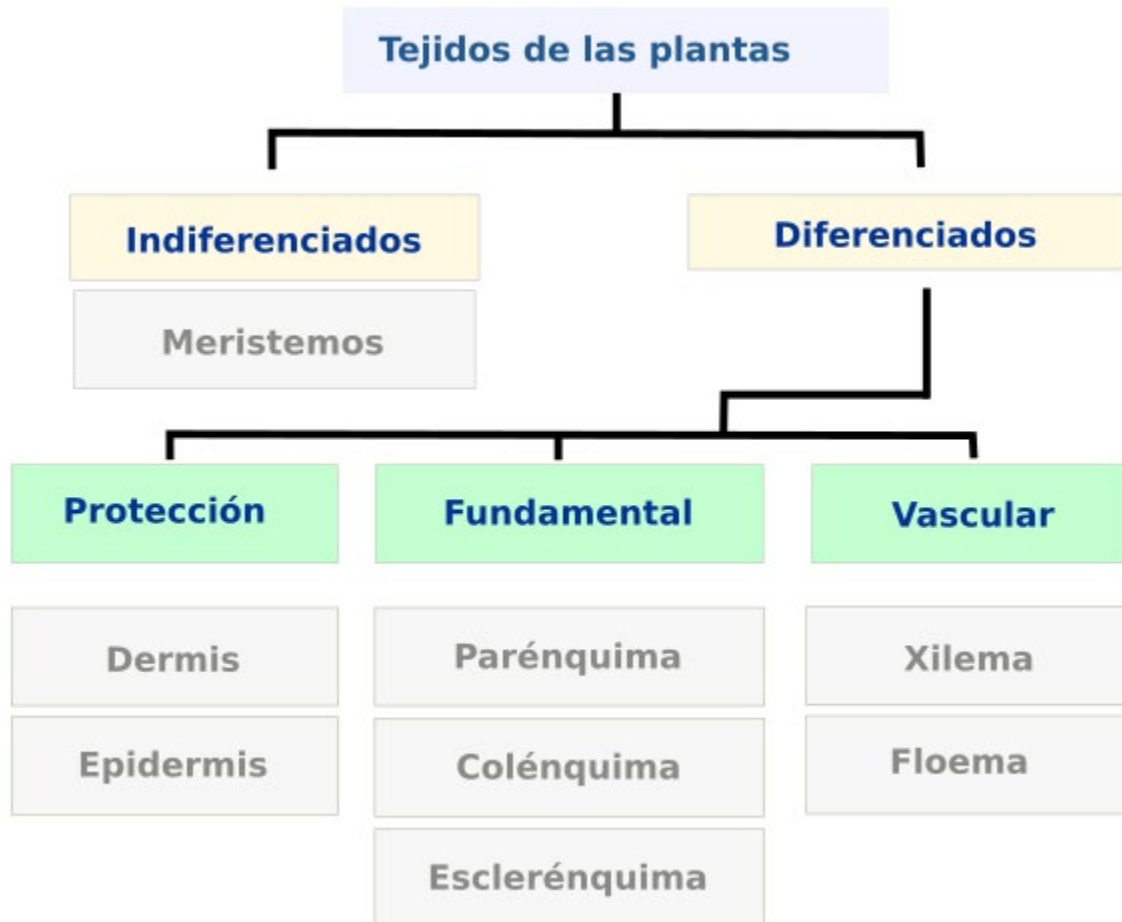 Tejidos de las plantas
Indiferenciados
Diferenciados
Meristemos
Protección
Fundamental
Vascular
Dermis
Parénquima
Xilema
Epidermis
Colénquima
Floema
Esclerénquima